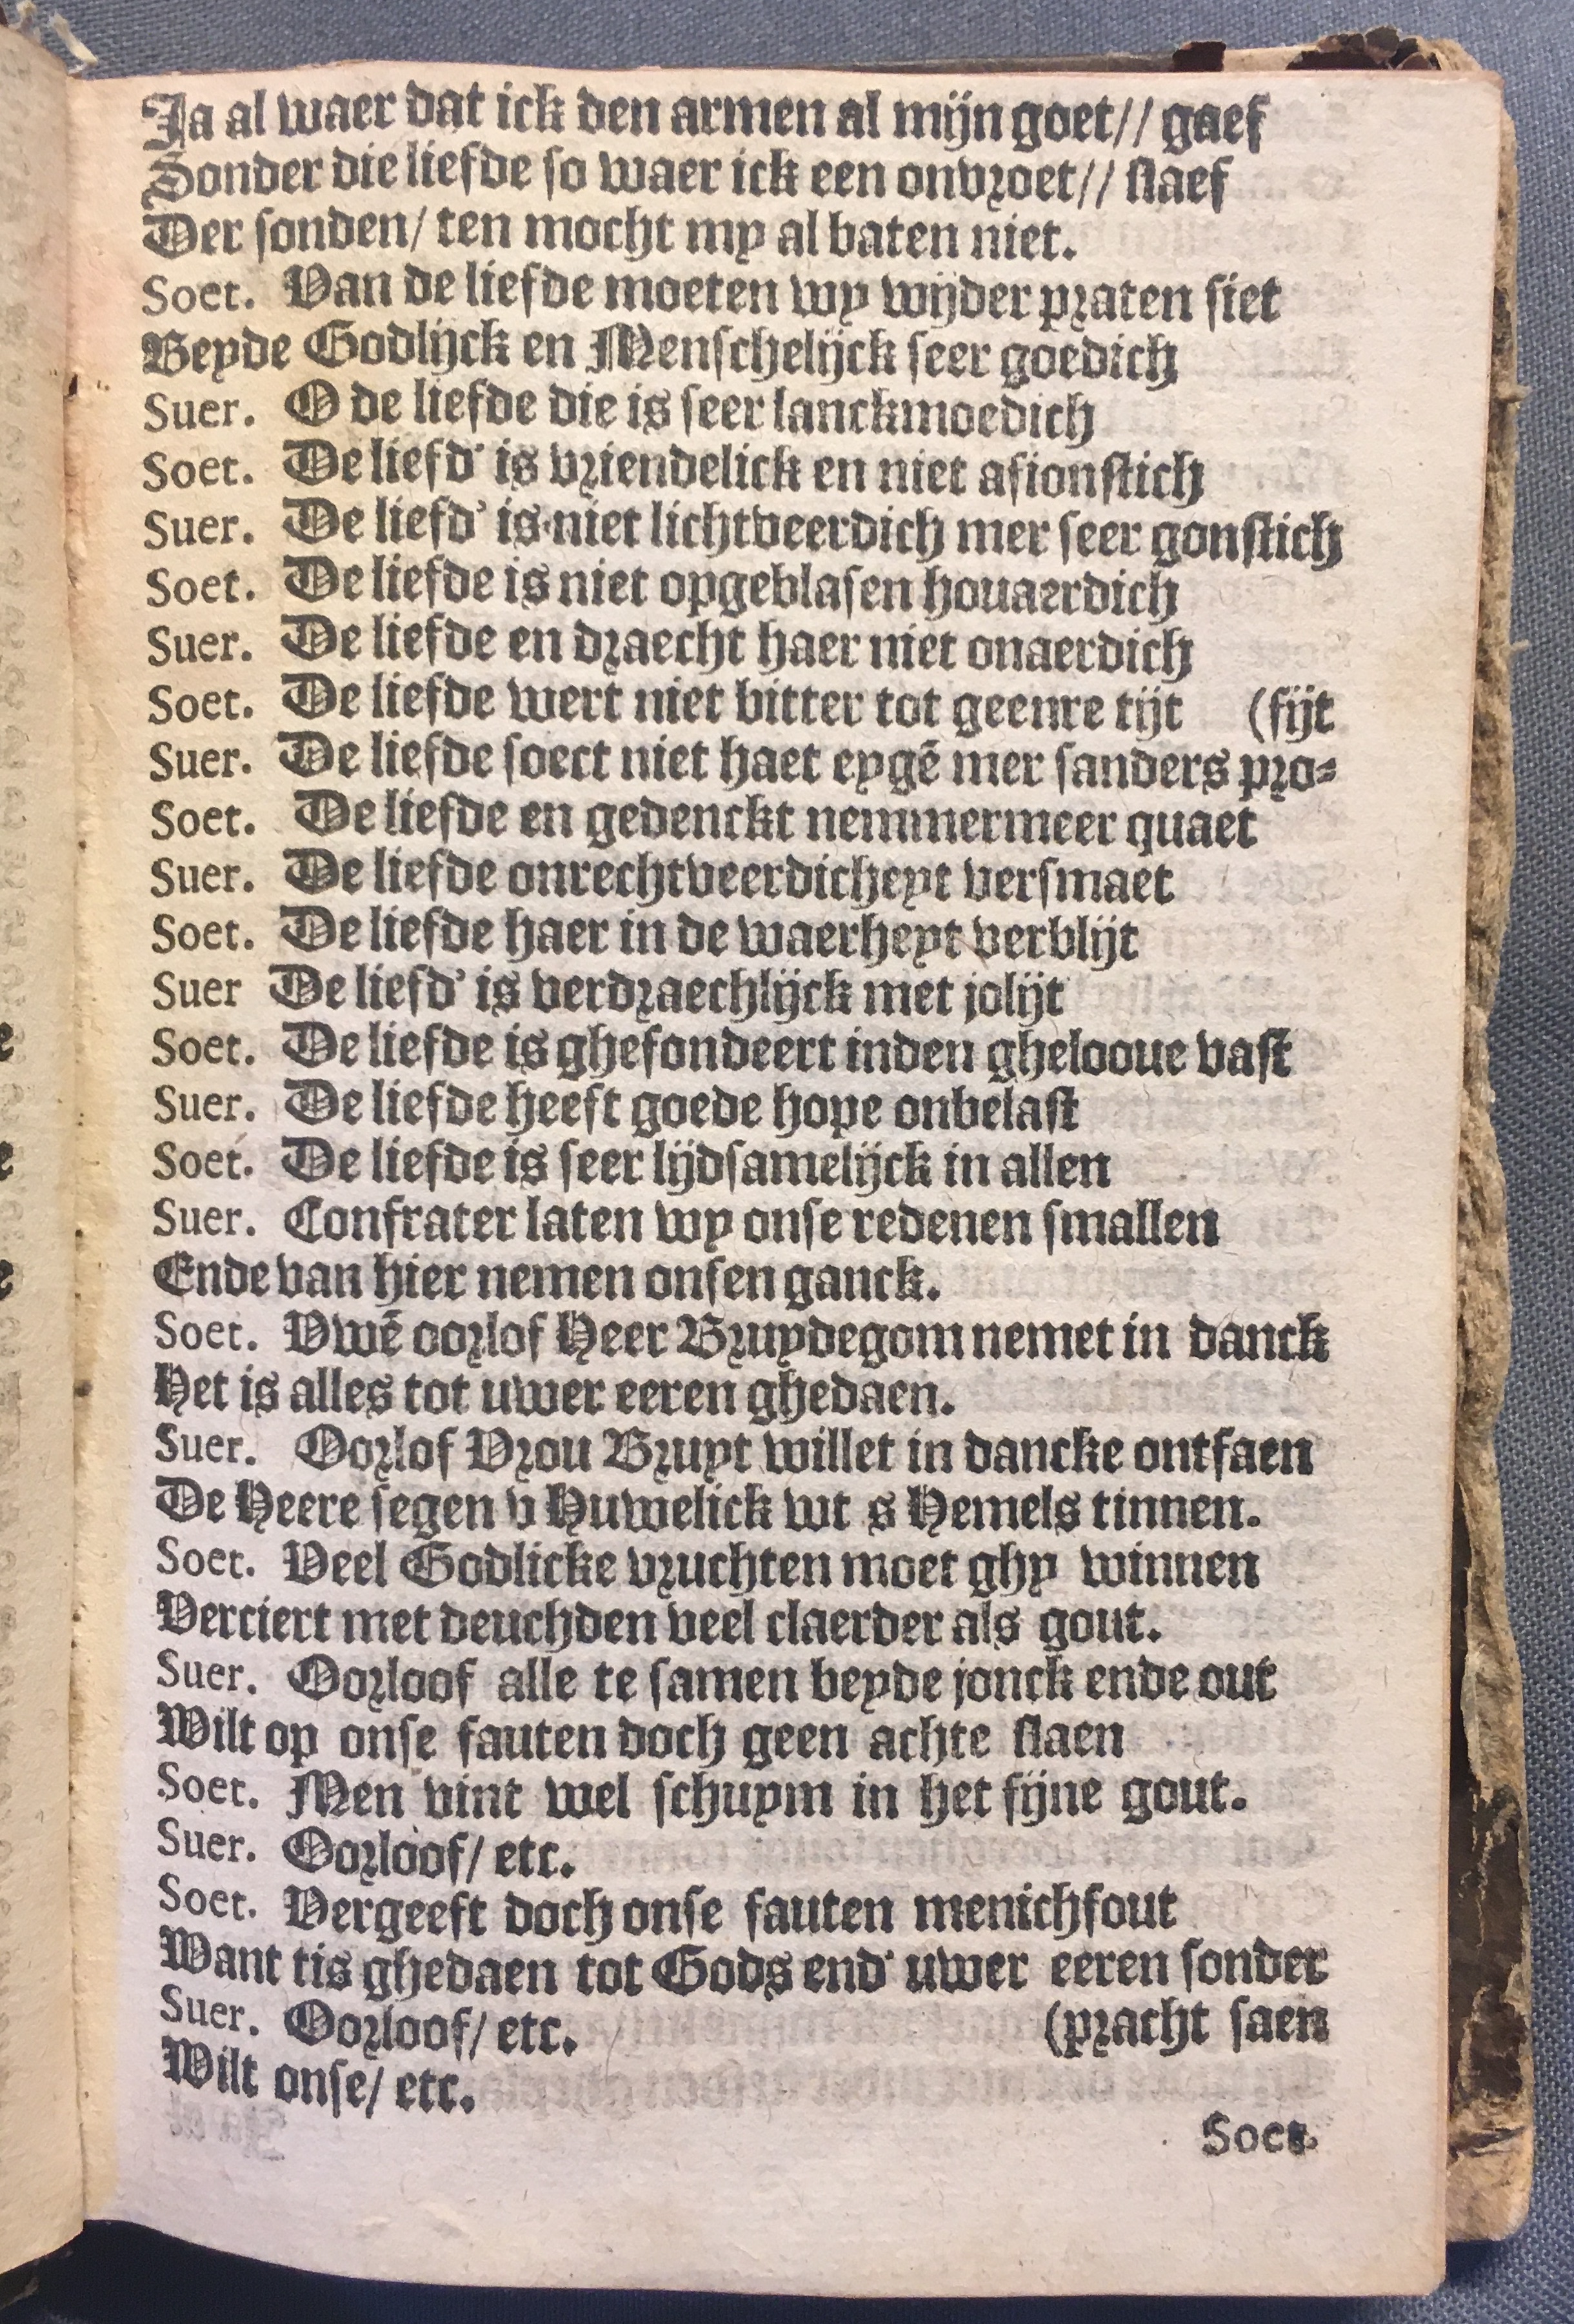 Ja al waer dat ick den armen al mijn goet// gaef
Sonder die liefde so waer ick een onvroet// slaef
Der sonden/ ten mocht my al baten niet.
Soet. Van de liefde moeten wy wijder praten siet
Beyde Godlijck en Menschelijck seer goedich
Suer. O de liefde die is seer lanckmoedich
Soet. De liefd' is vriendelick en niet afionstich
Suer. De liefd' is niet lichtveerdich mer seer gonstich
Soet. De liefde is niet opgeblasen houaerdich
Suer. De liefde en draecht haer niet onaerdich
Soet. De liefde wert niet bitter tot geenre tijt (fijt
Suer. De liefde soect niet haet eygē mer sanders pro-
Soet. De liefde en gedenckt nemmermeer quaet
Suer. De liefde onrechtveerdicheyt versmaet
Soet. De liefde haer in de waerheyt verblijt
Suer De liefd' is verdraechlijck met jolijt
Soet. De liefde is ghefondeert inden ghelooue vast
Suer. De liefde heeft goede hope onbelast
Soet. De liefde is seer lijdsamelijck in allen
Suer. Confrater laten wy onse redenen smallen
Ende van hier nemen onsen ganck.
Soet. Vwē oorlof Heer Bruydegom nemet in danck
Het is alles tot uwer eeren ghedaen.
Suer. Oorlof Vrou Bruyt willet in dancke ontfaen
De Heere segen v Huwelick wt s Hemels tinnen.
Soet. Veel Godlicke vruchten moet ghy winnen
Verciert met deuchden veel claerder als gout.
Suer. Oorloof alle te samen beyde jonck ende out
Wilt op onse fauten doch geen achte slaen
Soet. Men vint wel schuym in het fijne gout.
Suer. Oorloof/ etc.
Soet. Vergeeft doch onse fauten menichfout
Want tis ghedaen tot Gods end' uwer eeren sonder
Suer. Oorloof/ etc. (pracht saen
Wilt onse/ etc.
Soet.